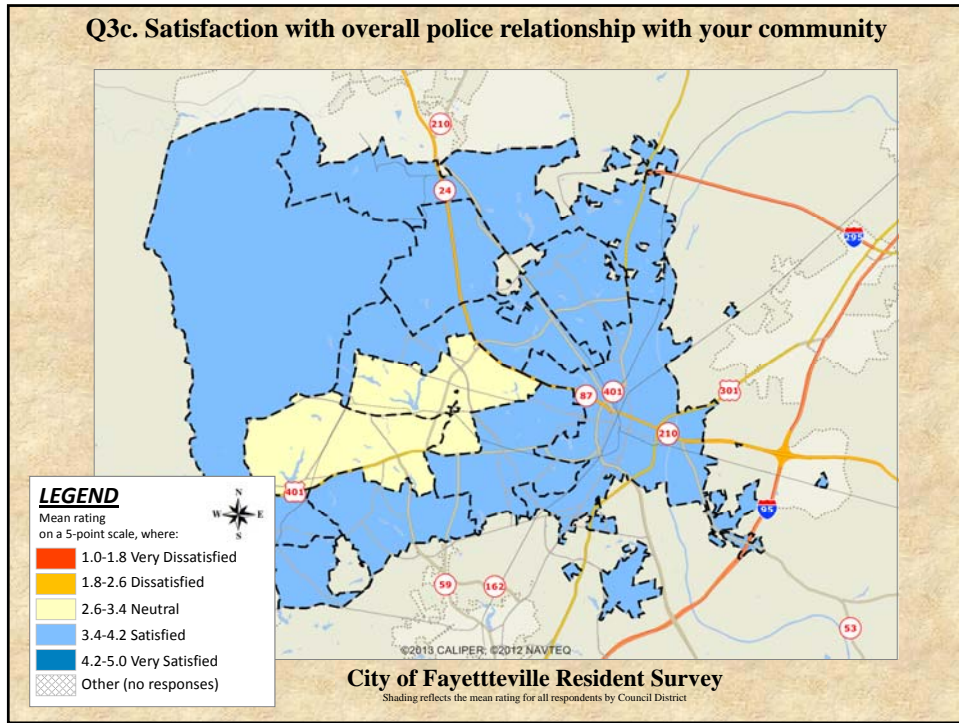 Q3c. Satisfaction with overall police relationship with your community
210
24
295
301
401
87
210
401
95
59
162
53
LEGEND
Mean rating
on a 5-point scale, where:
N
W E
S
1.0-1.8 Very Dissatisfied
1.8-2.6 Dissatisfied
2.6-3.4 Neutral
3.4-4.2 Satisfied
4.2-5.0 Very Satisfied
Other (no responses)
©2013 CALIPER; ©2012 NAVTEQ
City of Fayettteville Resident Survey
Shading reflects the mean rating for all respondents by Council District